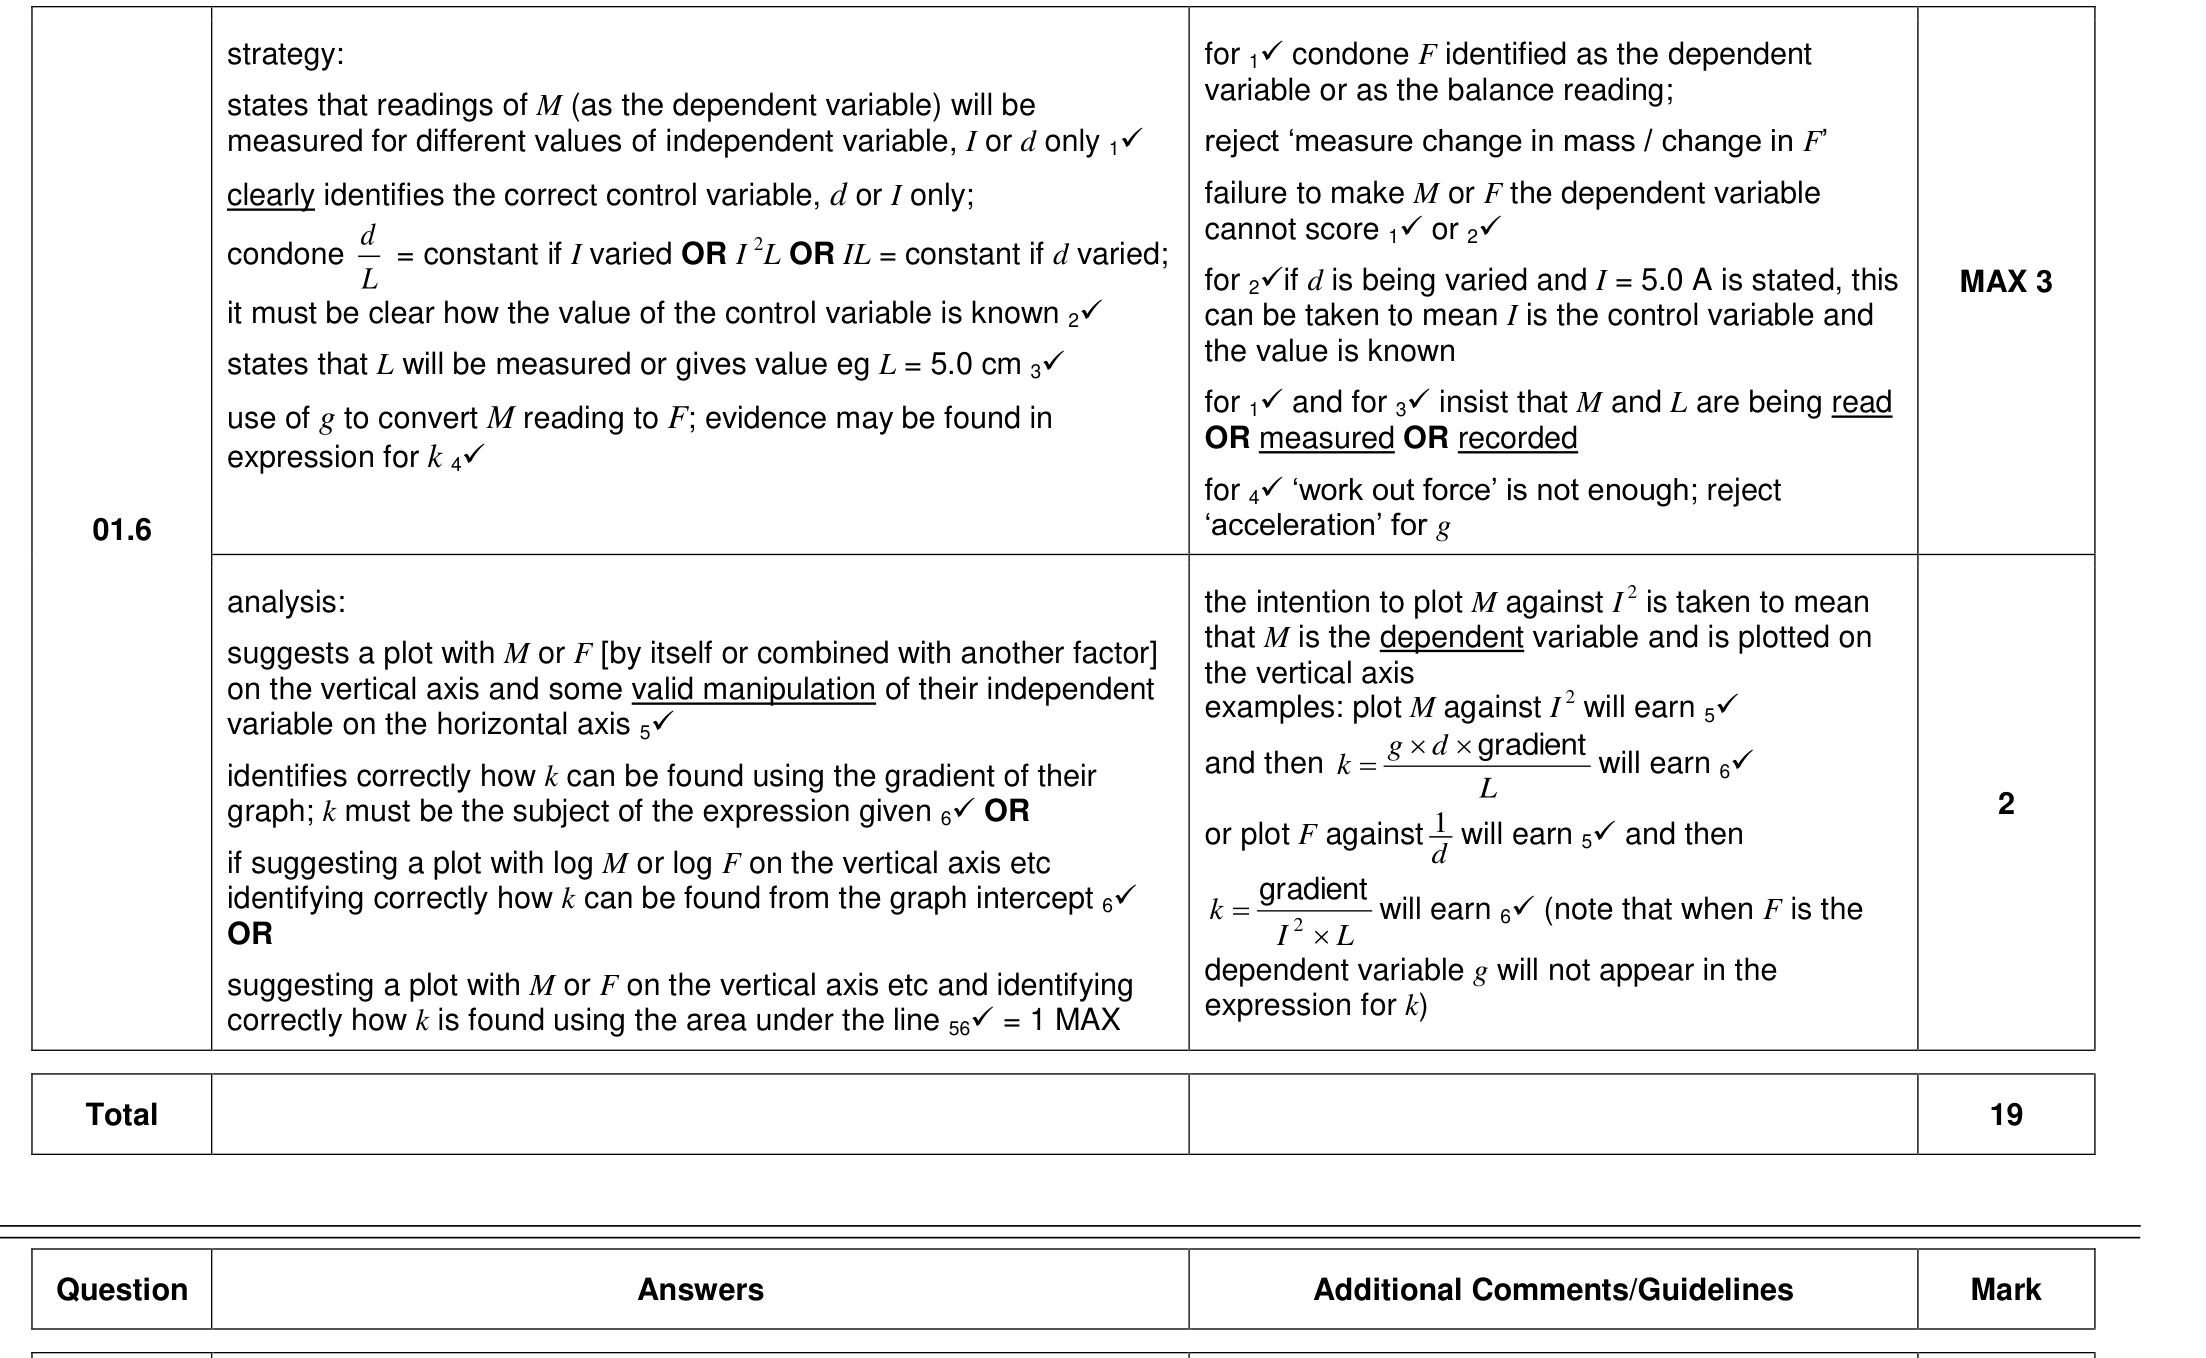 01.6
strategy:
states that readings of M (as the dependent variable) will be
measured for different values of independent variable, I or d only 1✓
clearly identifies the correct control variable, d or I only;
condone d/L = constant if I varied OR I²L OR IL = constant if d varied;
it must be clear how the value of the control variable is known 2✓
states that L will be measured or gives value eg L = 5.0 cm 3✓
use of g to convert M reading to F; evidence may be found in
expression for k 4✓
for 1✓ condone F identified as the dependent
variable or as the balance reading;
reject ‘measure change in mass / change in F’
failure to make M or F the dependent variable
cannot score 1✓ or 2✓
for 2✓if d is being varied and I = 5.0 A is stated, this
can be taken to mean I is the control variable and
the value is known
for 1✓ and for 3✓ insist that M and L are being read
OR measured OR recorded
for 4✓ ‘work out force’ is not enough; reject
‘acceleration’ for g
MAX 3
analysis:
suggests a plot with M or F [by itself or combined with another factor]
on the vertical axis and some valid manipulation of their independent
variable on the horizontal axis 5✓
identifies correctly how k can be found using the gradient of their
graph; k must be the subject of the expression given 6✓ OR
if suggesting a plot with log M or log F on the vertical axis etc
identifying correctly how k can be found from the graph intercept 6✓
OR
suggesting a plot with M or F on the vertical axis etc and identifying
correctly how k is found using the area under the line 56✓ = 1 MAX
the intention to plot M against I² is taken to mean
that M is the dependent variable and is plotted on
the vertical axis
examples: plot M against I² will earn 5✓
and then k = g × d × gradient / L will earn 6✓
or plot F against 1/d will earn 5✓ and then
k = gradient / I² × L will earn 6✓ (note that when F is the
dependent variable g will not appear in the
expression for k)
2
Total
19
Question
Answers
Additional Comments/Guidelines
Mark